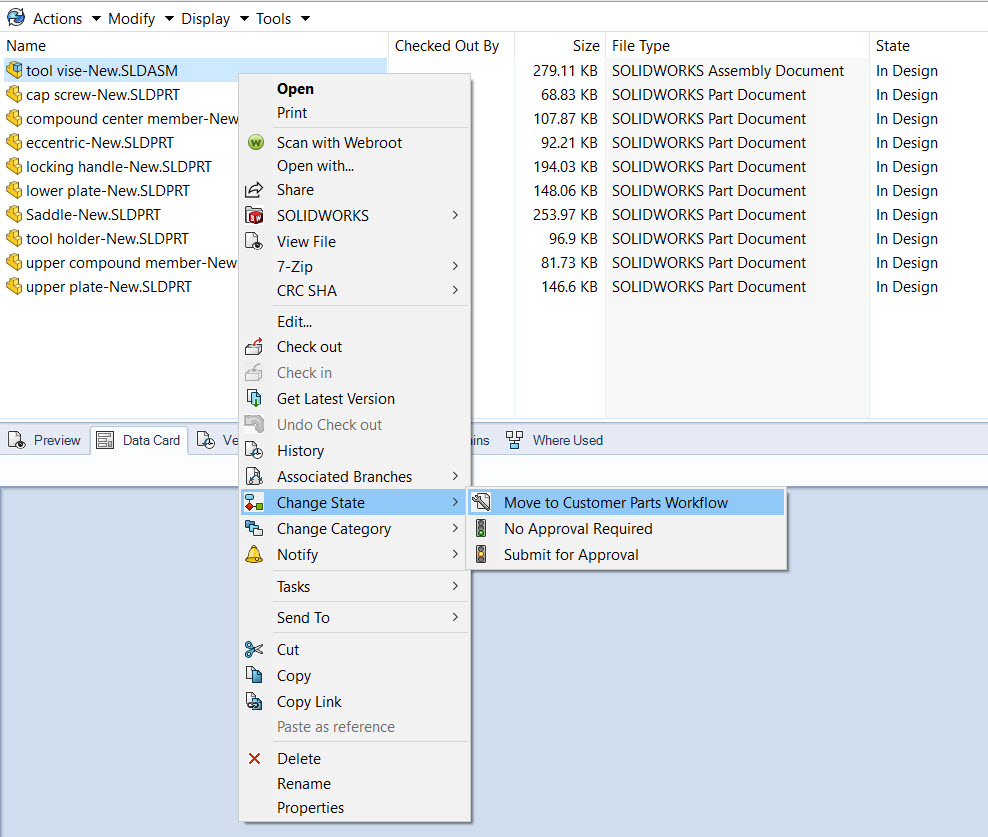 Actions Modify Display Tools
Name Checked Out By Size File Type State
tool vise-New.SLDASM 279.11 KB SOLIDWORKS Assembly Document In Design
cap screw-New.SLDPRT 68.83 KB SOLIDWORKS Part Document In Design
compound center member-New 107.87 KB SOLIDWORKS Part Document In Design
eccentric-New.SLDPRT 92.21 KB SOLIDWORKS Part Document In Design
locking handle-New.SLDPRT 194.03 KB SOLIDWORKS Part Document In Design
lower plate-New.SLDPRT 148.06 KB SOLIDWORKS Part Document In Design
Saddle-New.SLDPRT 253.97 KB SOLIDWORKS Part Document In Design
tool holder-New.SLDPRT 96.9 KB SOLIDWORKS Part Document In Design
upper compound member-New 81.73 KB SOLIDWORKS Part Document In Design
upper plate-New.SLDPRT 146.6 KB SOLIDWORKS Part Document In Design
Open
Print
Scan with Webroot
Open with...
Share
SOLIDWORKS
View File
7-Zip
CRC SHA
Edit...
Check out
Check in
Get Latest Version
Undo Check out
History
Associated Branches
Change State
Change Category
Notify
Tasks
Send To
Cut
Copy
Copy Link
Paste as reference
Delete
Rename
Properties
Move to Customer Parts Workflow
No Approval Required
Submit for Approval
Preview Data Card Where Used